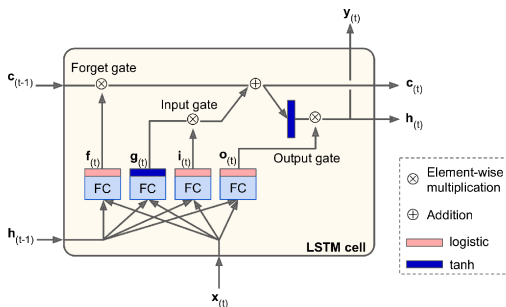 y(t)
Forget gate
c(t-1)
c(t)
Input gate
h(t)
f(t)
g(t)
i(t)
o(t)
Output gate
FC
FC
FC
FC
h(t-1)
LSTM cell
x(t)
Element-wise
multiplication
Addition
logistic
tanh